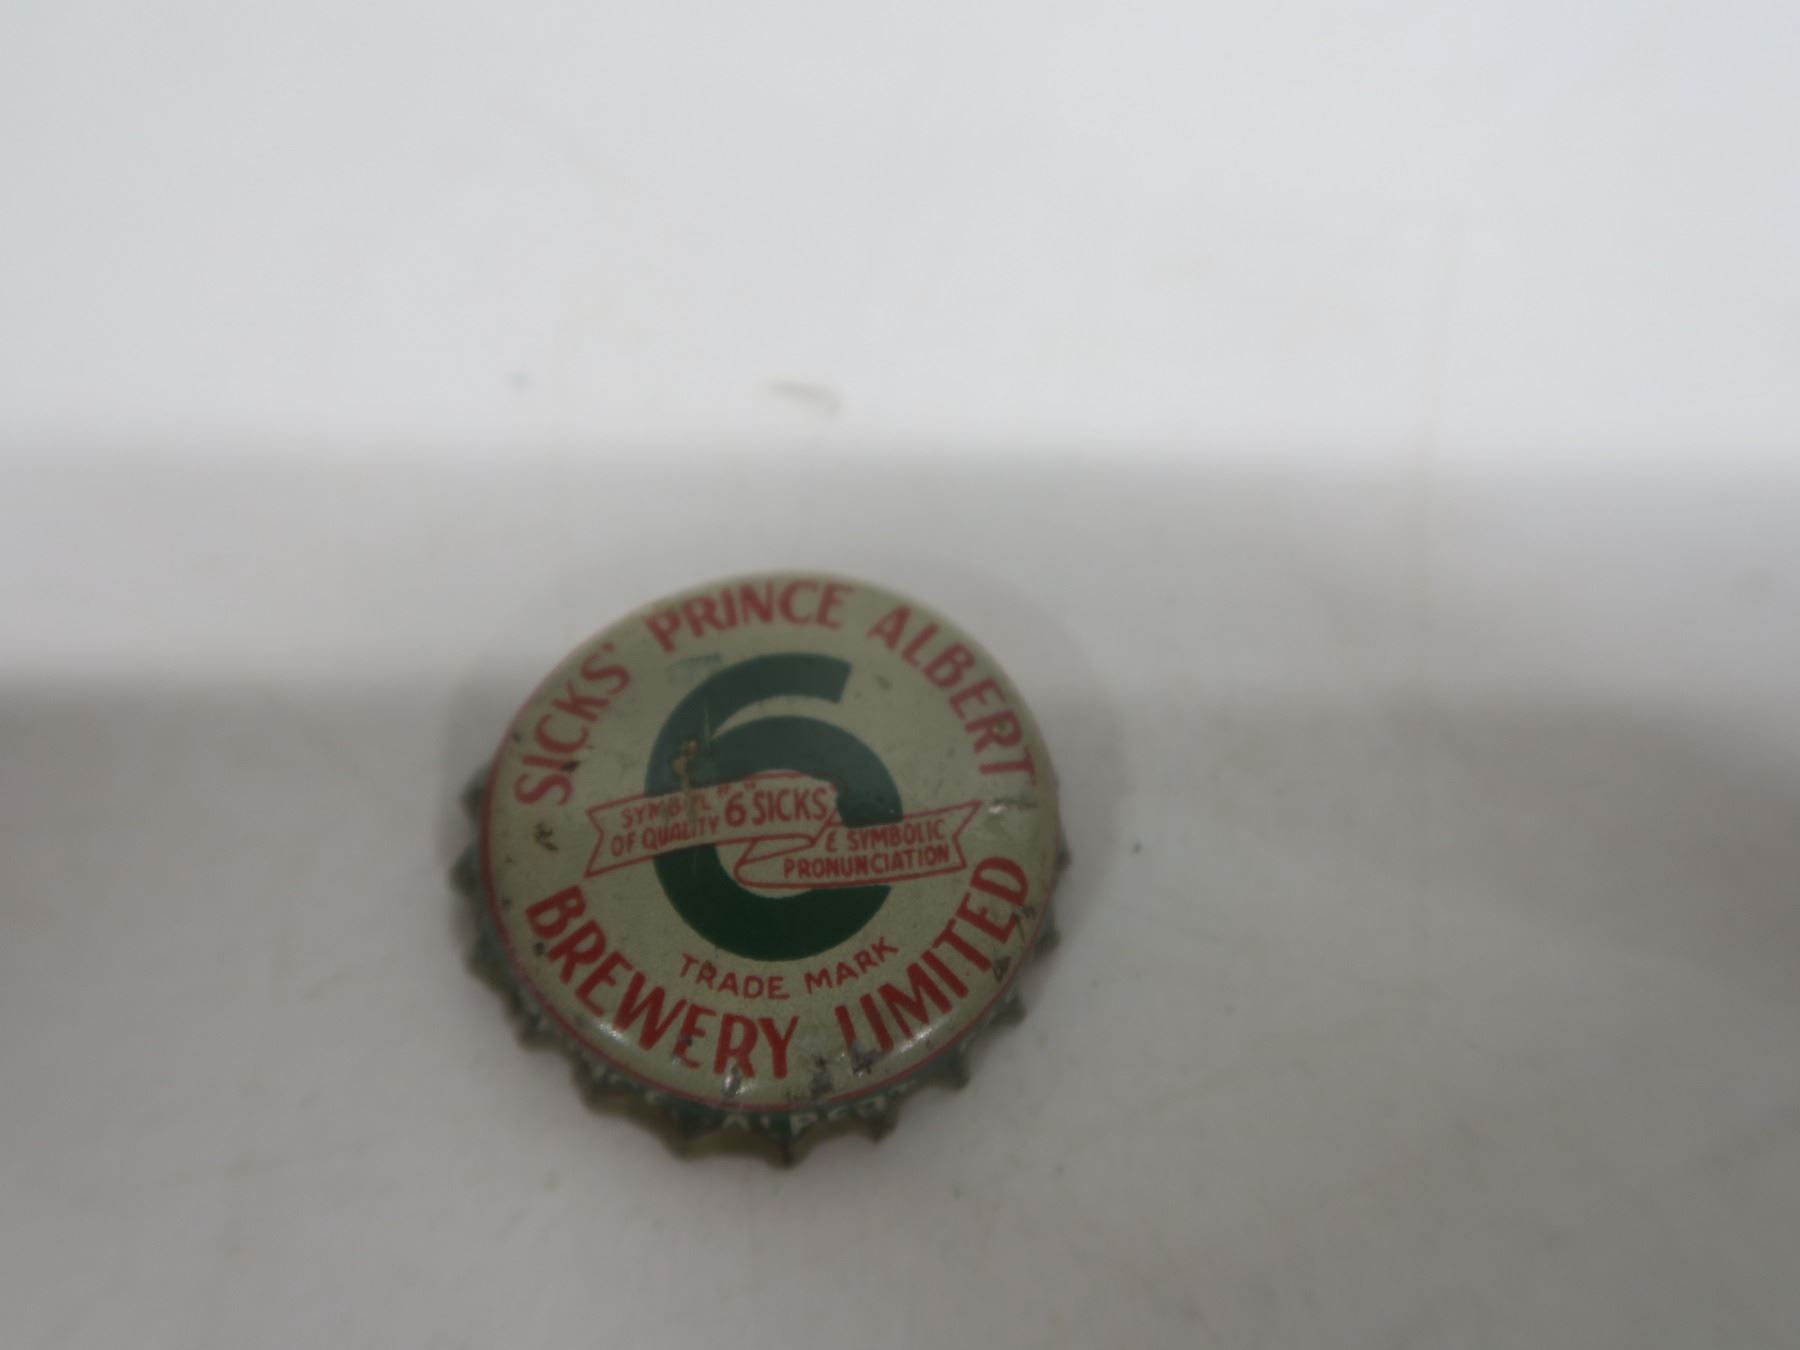 SICKS' PRINCE ALBERT
6
SYMBOL
OF QUALITY
"6" SICKS'
& SYMBOLIC
PRONUNCIATION
TRADE MARK
BREWERY LIMITED